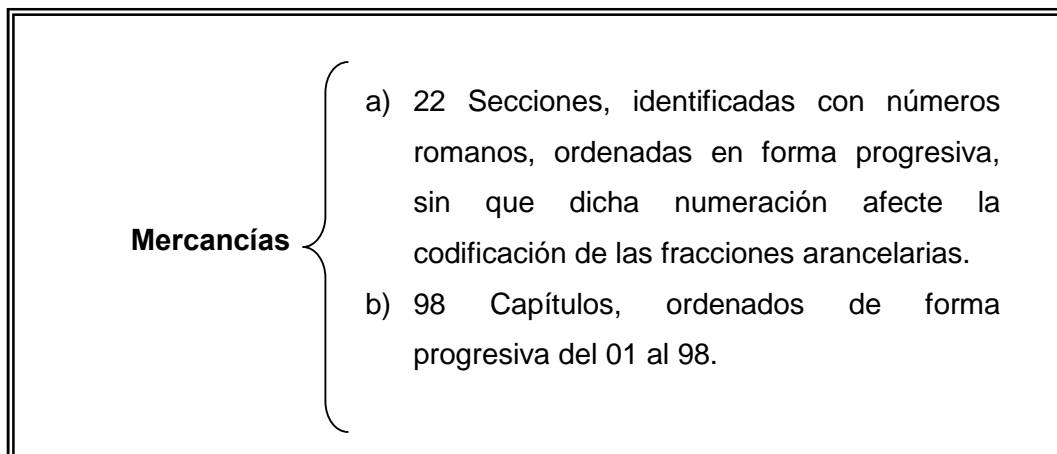 a) 22 Secciones, identificadas con números
romanos, ordenadas en forma progresiva,
sin que dicha numeración afecte la
Mercancías
codificación de las fracciones arancelarias.
b) 98 Capítulos, ordenados de forma
progresiva del 01 al 98.